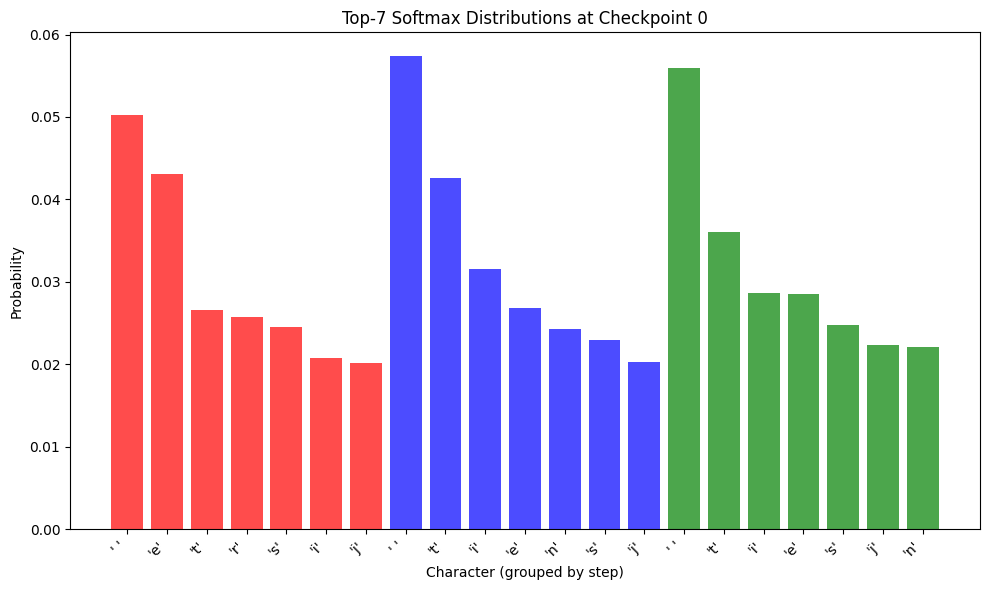 Top-7 Softmax Distributions at Checkpoint 0
Probability
0.06
0.05
0.04
0.03
0.02
0.01
0.00
' ' 'e' 't' 'r' 's' 'i' 'j' ' ' 't' 'i' 'e' 'n' 's' 'j' ' ' 't' 'i' 'e' 's' 'j' 'n'
Character (grouped by step)